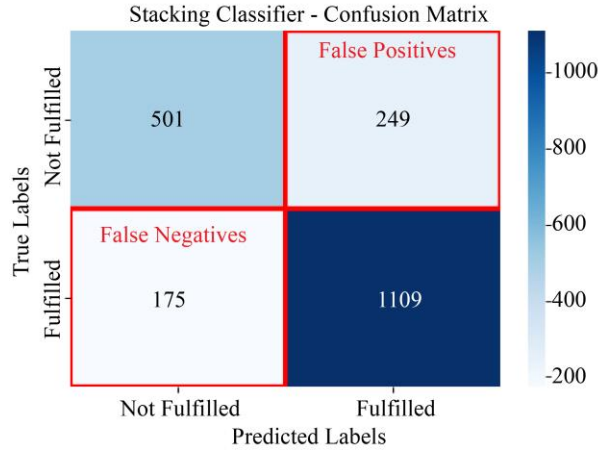 Stacking Classifier - Confusion Matrix
True Labels
Not Fulfilled
Fulfilled
False Positives
501
249
False Negatives
175
1109
Not Fulfilled
Fulfilled
Predicted Labels
-1000
-800
-600
-400
-200